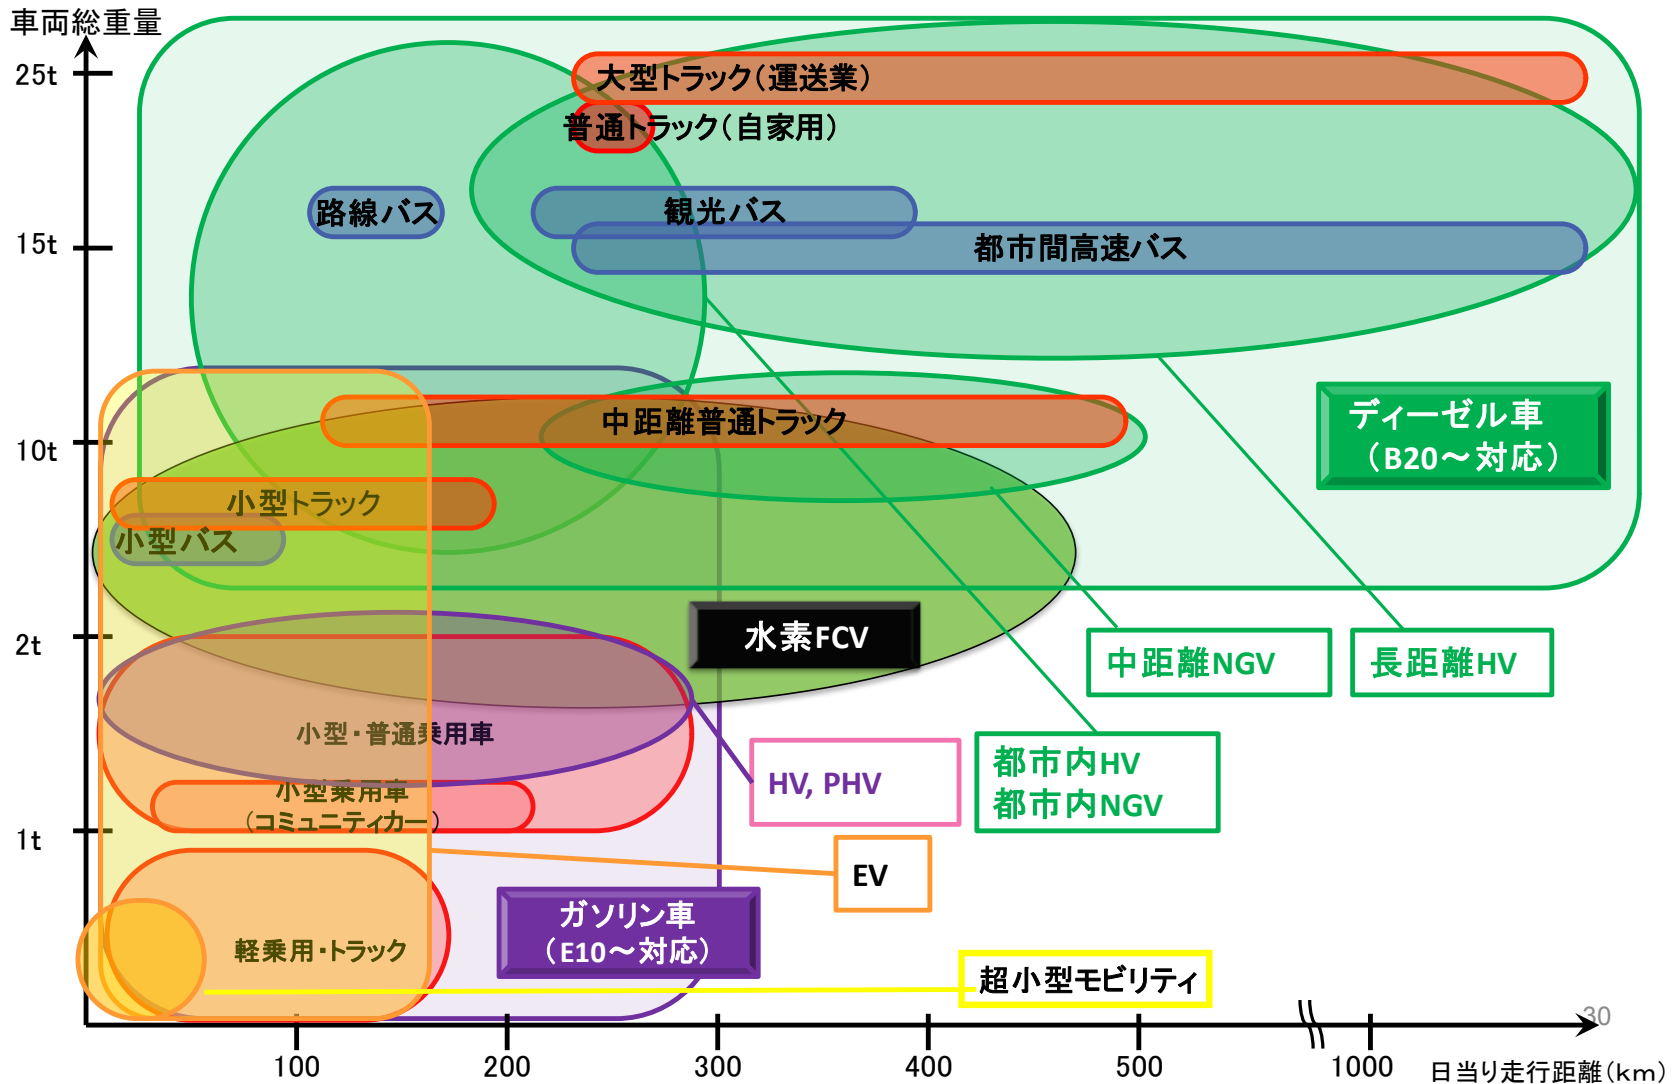 車両総重量
25t
大型トラック(運送業)
普通トラック(自家用)
路線バス
観光バス
15t
都市間高速バス
ディーゼル車
(B20~対応)
中距離普通トラック
10t
小型トラック
小型バス
水素FCV
2t
中距離NGV
長距離HV
小型・普通乗用車
HV, PHV
都市内HV
都市内NGV
小型乗用車
(コミュニティカー)
1t
EV
ガソリン車
(E10~対応)
軽乗用・トラック
超小型モビリティ
30
100
200
300
400
500
1000
日当り走行距離(km)